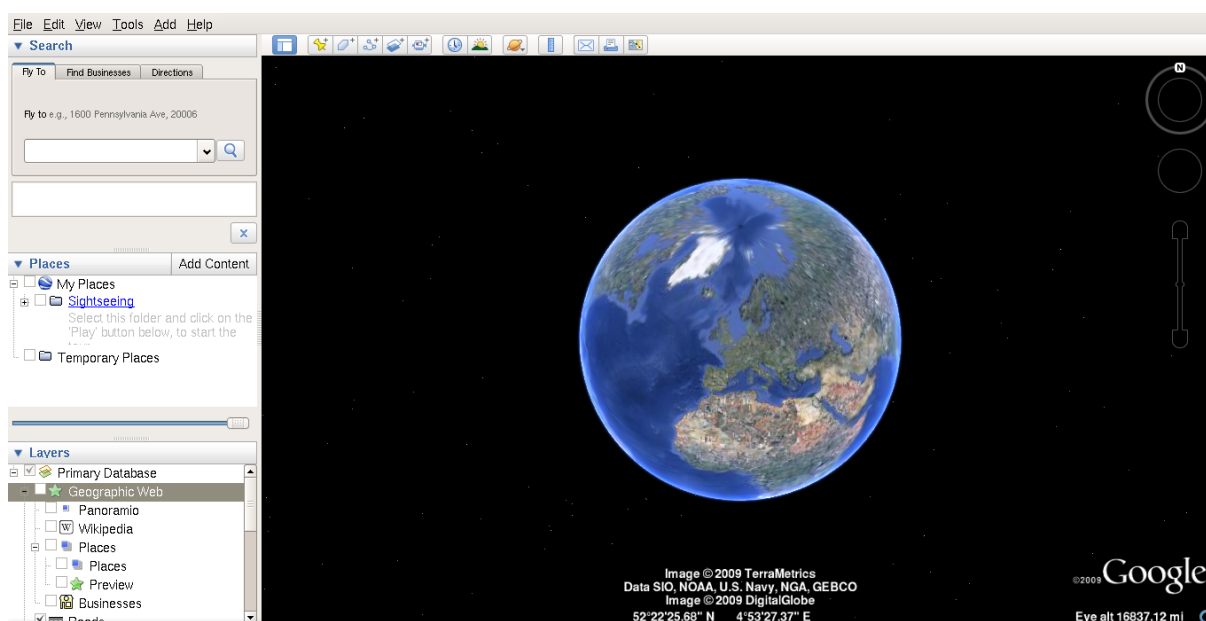 File Edit View Tools Add Help
Search
Fly To Find Businesses Directions
Fly to e.g., 1600 Pennsylvania Ave, 20006
Places Add Content
My Places
Sightseeing
Select this folder and click on the
'Play' button below, to start the
Temporary Places
Layers
Primary Database
Geographic Web
Panoramio
W Wikipedia
Places
Places
Preview
Businesses
Roads
N
Image © 2009 TerraMetrics
Data SIO, NOAA, U.S. Navy, NGA, GEBCO
Image © 2009 DigitalGlobe
52°22'25.68" N 4°53'27.37" E
©2009 Google
Eye alt 16837.12 mi